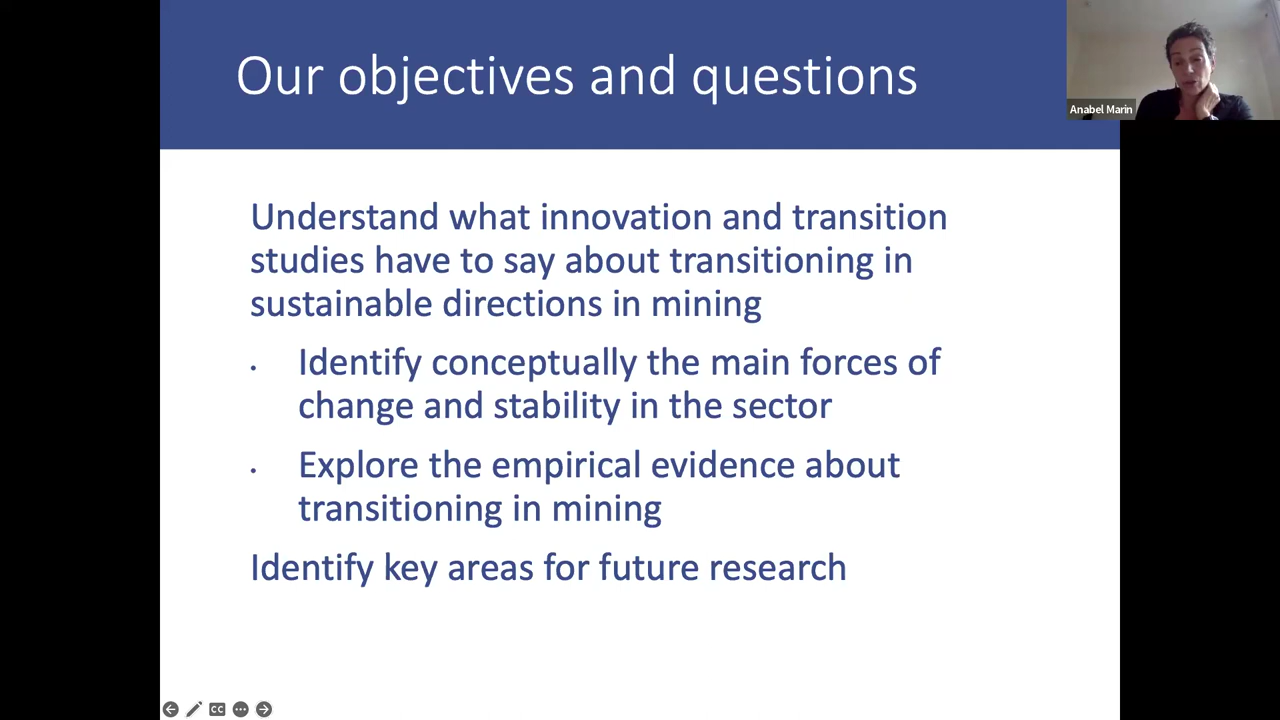 Our objectives and questions
Anabel Marin
Understand what innovation and transition
studies have to say about transitioning in
sustainable directions in mining
• Identify conceptually the main forces of
change and stability in the sector
• Explore the empirical evidence about
transitioning in mining
Identify key areas for future research
CC